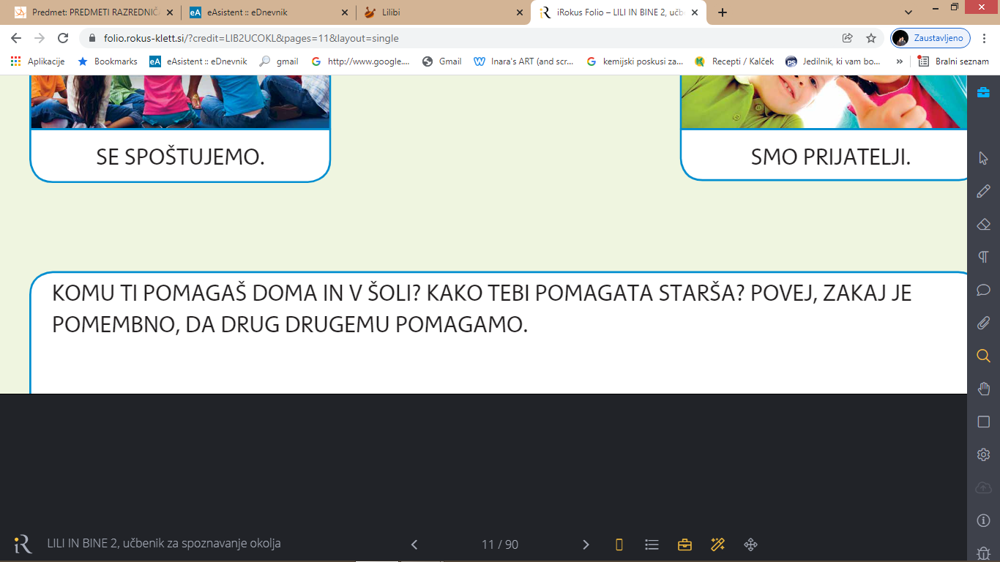 Predmet: PREDMETI RAZREDNIČ
eAsistent :: eDnevnik
Lilibi
iRokus Folio – LILI IN BINE 2, učb
folio.rokus-klett.si/?credit=LIB2UCOKL&pages=11&layout=single
Zaustavljeno
Aplikacije
Bookmarks
eA eAsistent :: eDnevnik
gmail
http://www.google....
Gmail
Inara's ART (and scr...
kemijski poskusi za...
Recepti / Kalček
Jedilnik, ki vam bo...
»
Bralni seznam
SE SPOŠTUJEMO.
SMO PRIJATELJI.
KOMU TI POMAGAŠ DOMA IN V ŠOLI? KAKO TEBI POMAGATA STARŠA? POVEJ, ZAKAJ JE
POMEMBNO, DA DRUG DRUGEMU POMAGAMO.
iR LILI IN BINE 2, učbenik za spoznavanje okolja
11 / 90